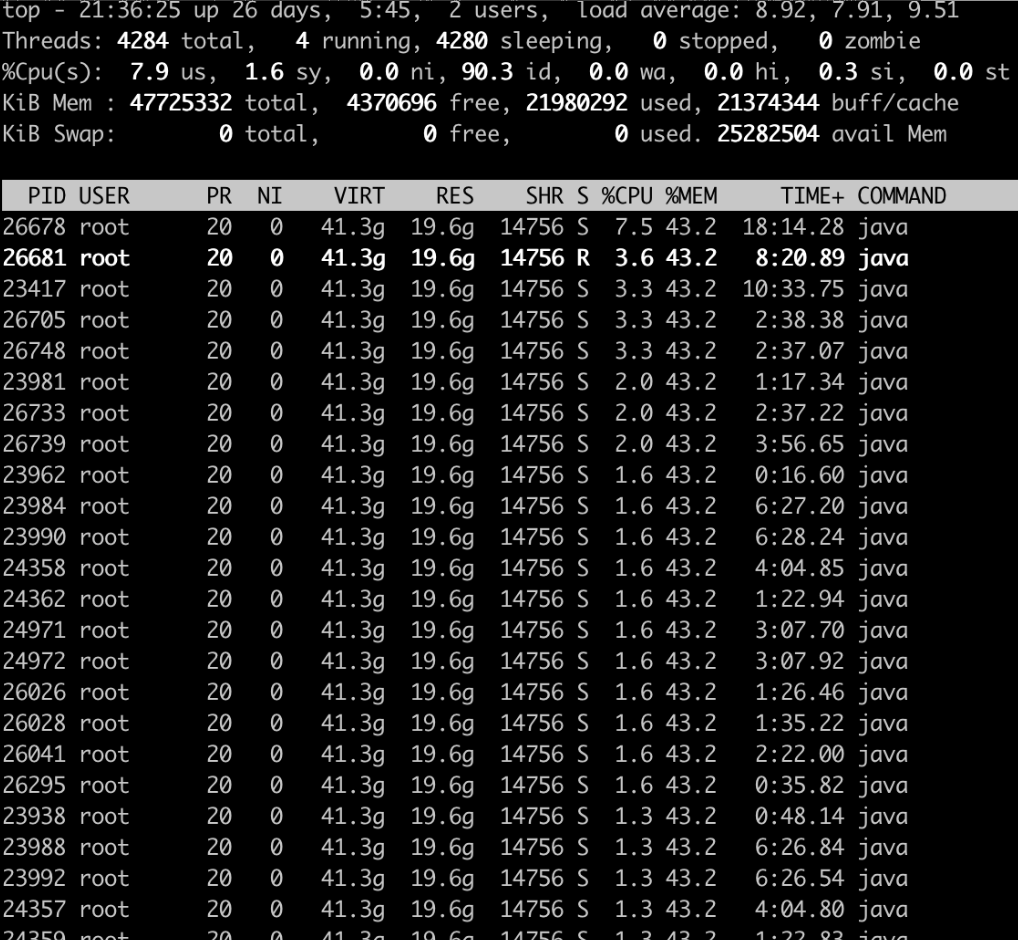 top - 21:36:25 up 26 days,  5:45,  2 users,  load average: 8.92, 7.91, 9.51
Threads: 4284 total,   4 running, 4280 sleeping,   0 stopped,   0 zombie
%Cpu(s):  7.9 us,  1.6 sy,  0.0 ni, 90.3 id,  0.0 wa,  0.0 hi,  0.3 si,  0.0 st
KiB Mem : 47725332 total,  4370696 free, 21980292 used, 21374344 buff/cache
KiB Swap:        0 total,        0 free,        0 used. 25282504 avail Mem
  PID USER      PR  NI    VIRT    RES    SHR S %CPU %MEM     TIME+ COMMAND
26678 root      20   0   41.3g  19.6g  14756 S  7.5 43.2  18:14.28 java
26681 root      20   0   41.3g  19.6g  14756 R  3.6 43.2   8:20.89 java
23417 root      20   0   41.3g  19.6g  14756 S  3.3 43.2  10:33.75 java
26705 root      20   0   41.3g  19.6g  14756 S  3.3 43.2   2:38.38 java
26748 root      20   0   41.3g  19.6g  14756 S  3.3 43.2   2:37.07 java
23981 root      20   0   41.3g  19.6g  14756 S  2.0 43.2   1:17.34 java
26733 root      20   0   41.3g  19.6g  14756 S  2.0 43.2   2:37.22 java
26739 root      20   0   41.3g  19.6g  14756 S  2.0 43.2   3:56.65 java
23962 root      20   0   41.3g  19.6g  14756 S  1.6 43.2   0:16.60 java
23984 root      20   0   41.3g  19.6g  14756 S  1.6 43.2   6:27.20 java
23990 root      20   0   41.3g  19.6g  14756 S  1.6 43.2   6:28.24 java
24358 root      20   0   41.3g  19.6g  14756 S  1.6 43.2   4:04.85 java
24362 root      20   0   41.3g  19.6g  14756 S  1.6 43.2   1:22.94 java
24971 root      20   0   41.3g  19.6g  14756 S  1.6 43.2   3:07.70 java
24972 root      20   0   41.3g  19.6g  14756 S  1.6 43.2   3:07.92 java
26026 root      20   0   41.3g  19.6g  14756 S  1.6 43.2   1:26.46 java
26028 root      20   0   41.3g  19.6g  14756 S  1.6 43.2   1:35.22 java
26041 root      20   0   41.3g  19.6g  14756 S  1.6 43.2   2:22.00 java
26295 root      20   0   41.3g  19.6g  14756 S  1.6 43.2   0:35.82 java
23938 root      20   0   41.3g  19.6g  14756 S  1.3 43.2   0:48.14 java
23988 root      20   0   41.3g  19.6g  14756 S  1.3 43.2   6:26.84 java
23992 root      20   0   41.3g  19.6g  14756 S  1.3 43.2   6:26.54 java
24357 root      20   0   41.3g  19.6g  14756 S  1.3 43.2   4:04.80 java
24359 root      20   0   41.3g  19.6g  14756 S  1.3 43.2   1:22.83 java